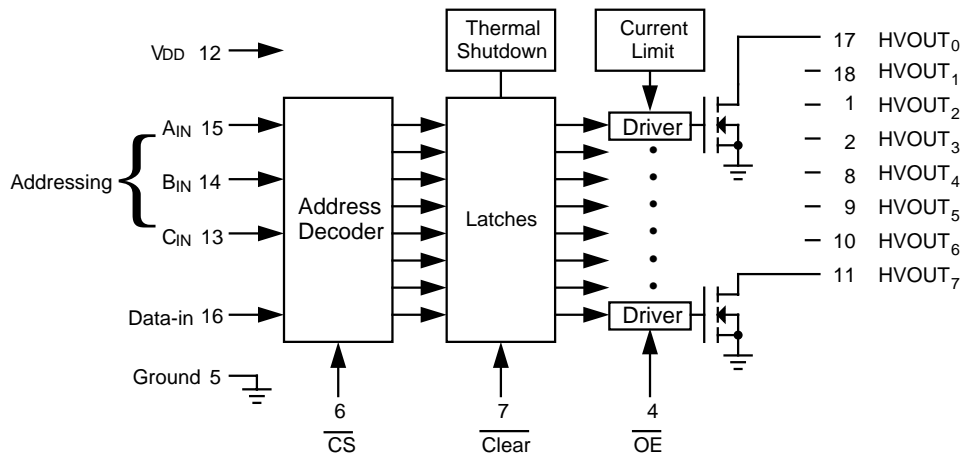 Thermal
Shutdown
Current
Limit
VDD 12
17 HVOUT0
18 HVOUT1
1 HVOUT2
2 HVOUT3
8 HVOUT4
9 HVOUT5
10 HVOUT6
11 HVOUT7
Addressing
AIN 15
BIN 14
CIN 13
Data-in 16
Ground 5
Address
Decoder
Latches
Driver
Driver
6
CS
7
Clear
4
OE